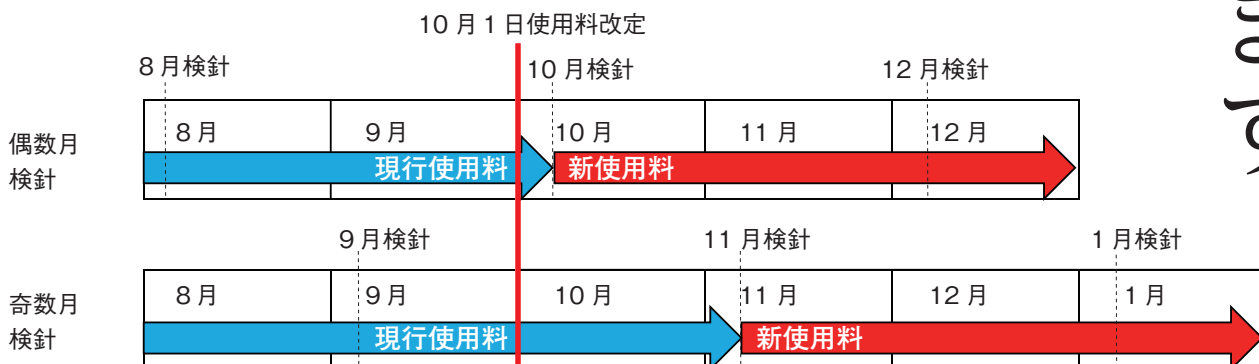 10月1日使用料改定
8月検針
10月検針
12月検針
偶数月
検針
8月
9月
10月
11月
12月
現行使用料
新使用料
9月検針
11月検針
1月検針
奇数月
検針
8月
9月
10月
11月
12月
1月
現行使用料
新使用料
ます